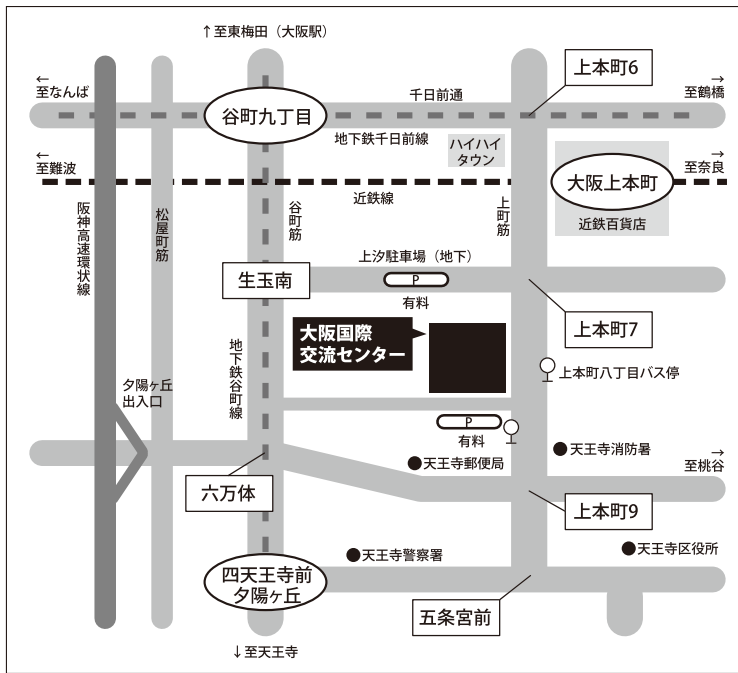 ↑至東梅田（大阪駅）
上本町6
←
至なんば
千日前通
→
至鶴橋
谷町九丁目
地下鉄千日前線
ハイハイ
タウン
←
至難波
→
至奈良
大阪上本町
近鉄線
近鉄百貨店
阪神高速環状線
松屋町筋
谷町筋
上町筋
上汐駐車場（地下）
生玉南
P
有料
上本町7
大阪国際
交流センター
地下鉄谷町線
上本町八丁目バス停
夕陽ヶ丘
出入口
P
有料
天王寺消防署
天王寺郵便局
→
至桃谷
六万体
上本町9
天王寺警察署
天王寺区役所
四天王寺前
夕陽ヶ丘
五条宮前
↓至天王寺